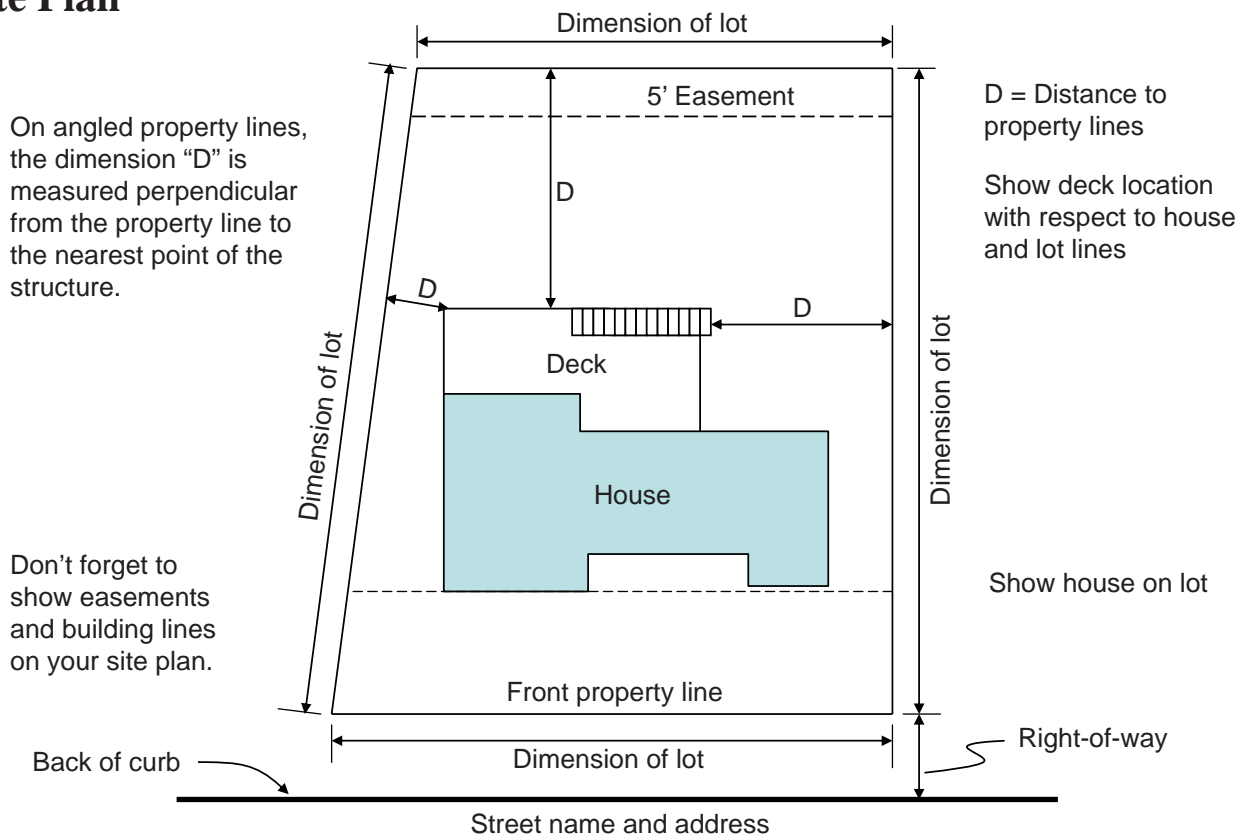 Plan
Dimension of lot
5’ Easement
D = Distance to
property lines
On angled property lines,
the dimension “D” is
measured perpendicular
from the property line to
the nearest point of the
structure.
Show deck location
with respect to house
and lot lines
D
D
D
Deck
Dimension of lot
Dimension of lot
House
Don’t forget to
show easements
and building lines
on your site plan.
Show house on lot
Front property line
Right-of-way
Back of curb
Dimension of lot
Street name and address